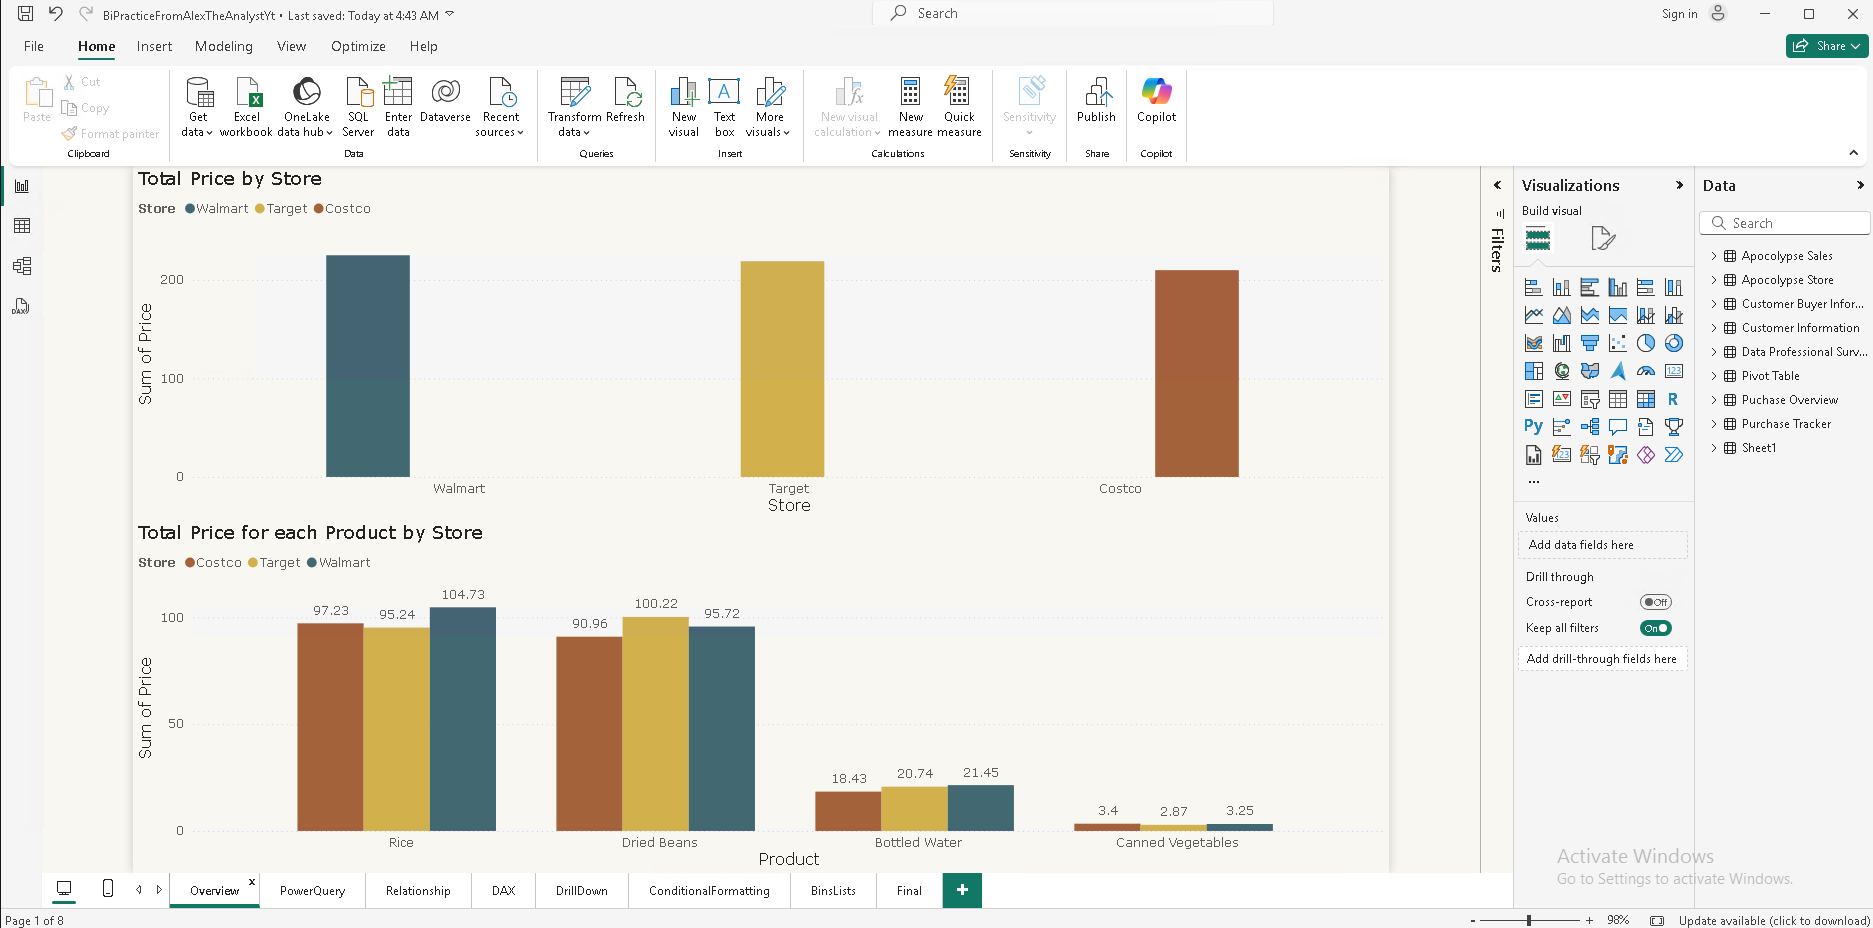 BiPracticeFromAlexTheAnalystYt • Last saved: Today at 4:43 AM
Search
Sign in
File Home Insert Modeling View Optimize Help
Share
Paste
Cut
Copy
Format painter
Clipboard
Get data
Excel workbook
OneLake data hub
SQL Server
Enter data
Dataverse
Recent sources
Data
Transform data
Refresh
Queries
New visual
Text box
More visuals
Insert
New visual calculation
New measure
Quick measure
Calculations
Sensitivity
Sensitivity
Publish
Share
Copilot
Copilot
Total Price by Store
Store Walmart Target Costco
Sum of Price
200
100
0
Walmart Target Costco
Store
Total Price for each Product by Store
Store Costco Target Walmart
Sum of Price
100
50
0
97.23 95.24 104.73
90.96 100.22 95.72
18.43 20.74 21.45
3.4 2.87 3.25
Rice Dried Beans Bottled Water Canned Vegetables
Product
Filters
Visualizations
Build visual
R
Py
123
...
Values
Add data fields here
Drill through
Cross-report Off
Keep all filters On
Add drill-through fields here
Data
Search
Apocolypse Sales
Apocolypse Store
Customer Buyer Infor...
Customer Information
Data Professional Surv...
Pivot Table
Puchase Overview
Purchase Tracker
Sheet1
Activate Windows
Go to Settings to activate Windows.
Overview x PowerQuery Relationship DAX DrillDown ConditionalFormatting BinsLists Final +
Page 1 of 8
- + 98% Update available (click to download)